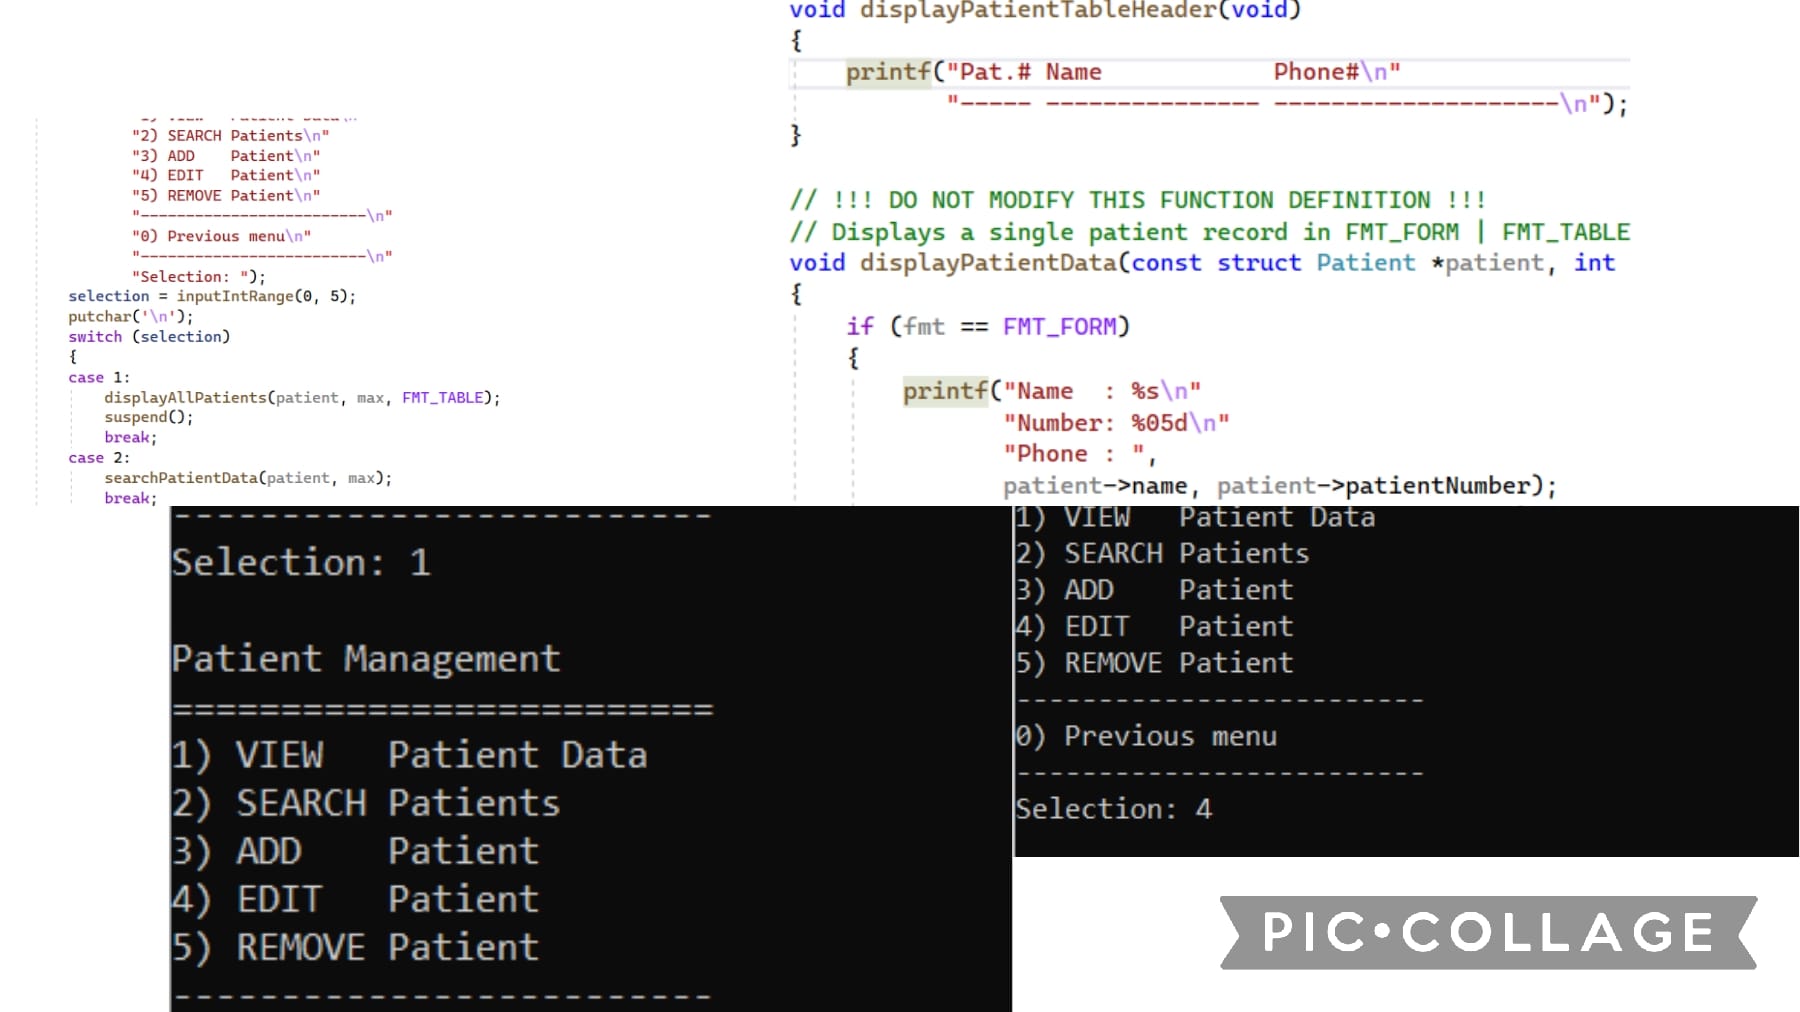 "2) SEARCH Patients\n"
"3) ADD    Patient\n"
"4) EDIT   Patient\n"
"5) REMOVE Patient\n"
"-------------------------\n"
"0) Previous menu\n"
"-------------------------\n"
"Selection: ");
selection = inputIntRange(0, 5);
putchar('\n');
switch (selection)
{
case 1:
displayAllPatients(patient, max, FMT_TABLE);
suspend();
break;
case 2:
searchPatientData(patient, max);
break;
void displayPatientTableHeader(void)
{
printf("Pat.# Name            Phone#\n"
"----- --------------- --------------------\n");
}
// !!! DO NOT MODIFY THIS FUNCTION DEFINITION !!!
// Displays a single patient record in FMT_FORM | FMT_TABLE
void displayPatientData(const struct Patient *patient, int
{
if (fmt == FMT_FORM)
{
printf("Name  : %s\n"
"Number: %05d\n"
"Phone : ",
patient->name, patient->patientNumber);
-------------------------
Selection: 1
Patient Management
=========================
1) VIEW   Patient Data
2) SEARCH Patients
3) ADD    Patient
4) EDIT   Patient
5) REMOVE Patient
-------------------------
1) VIEW   Patient Data
2) SEARCH Patients
3) ADD    Patient
4) EDIT   Patient
5) REMOVE Patient
-------------------------
0) Previous menu
-------------------------
Selection: 4
PIC•COLLAGE